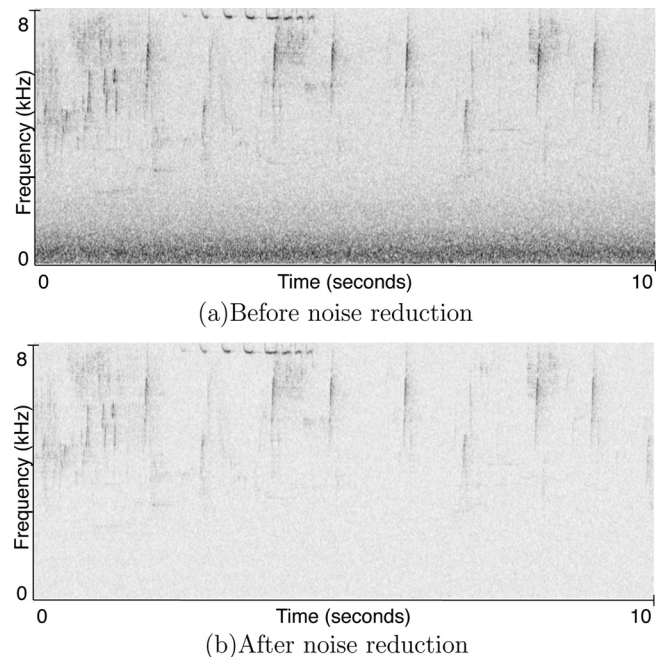 8
Frequency (kHz)
0
0 Time (seconds) 10
(a)Before noise reduction
8
Frequency (kHz)
0
0 Time (seconds) 10
(b)After noise reduction